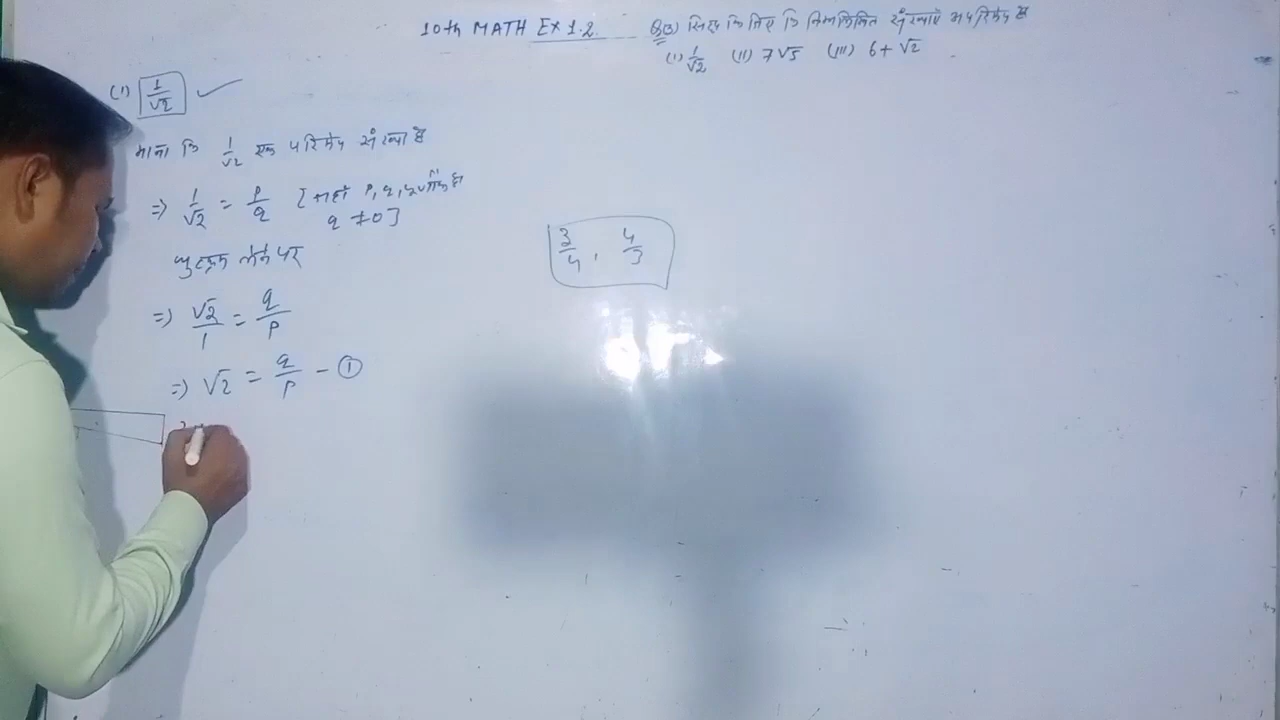 10th MATH EX 1.2 Q3) सिद्ध कीजिए कि निम्नलिखित संख्याएँ अपरिमेय हैं
(i) 1/√2 (ii) 7√5 (iii) 6+√2
(i) 1/√2 ✓
माना कि 1/√2 एक परिमेय संख्या है
⇒ 1/√2 = p/q [जहाँ p, q, पूर्णांक है
q ≠ 0]
व्युत्क्रम लेने पर
⇒ √2/1 = q/p
⇒ √2 = q/p – ①
3/4, 4/3